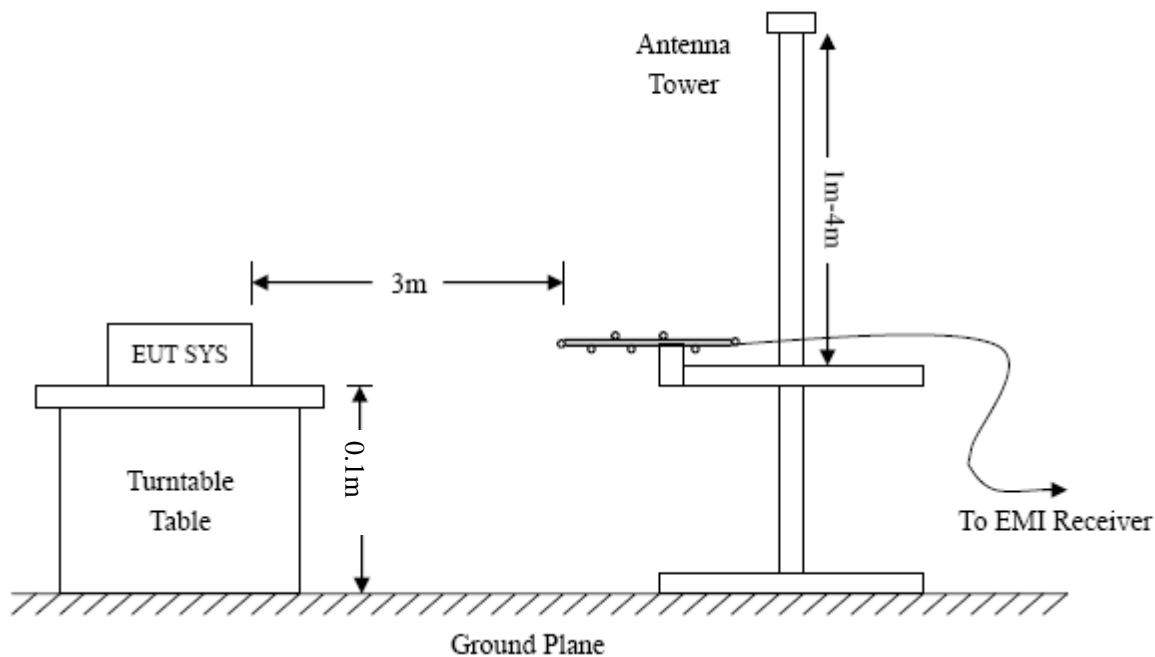 Antenna
Tower
1m-4m
3m
EUT SYS
0.1m
Turntable
Table
To EMI Receiver
Ground Plane